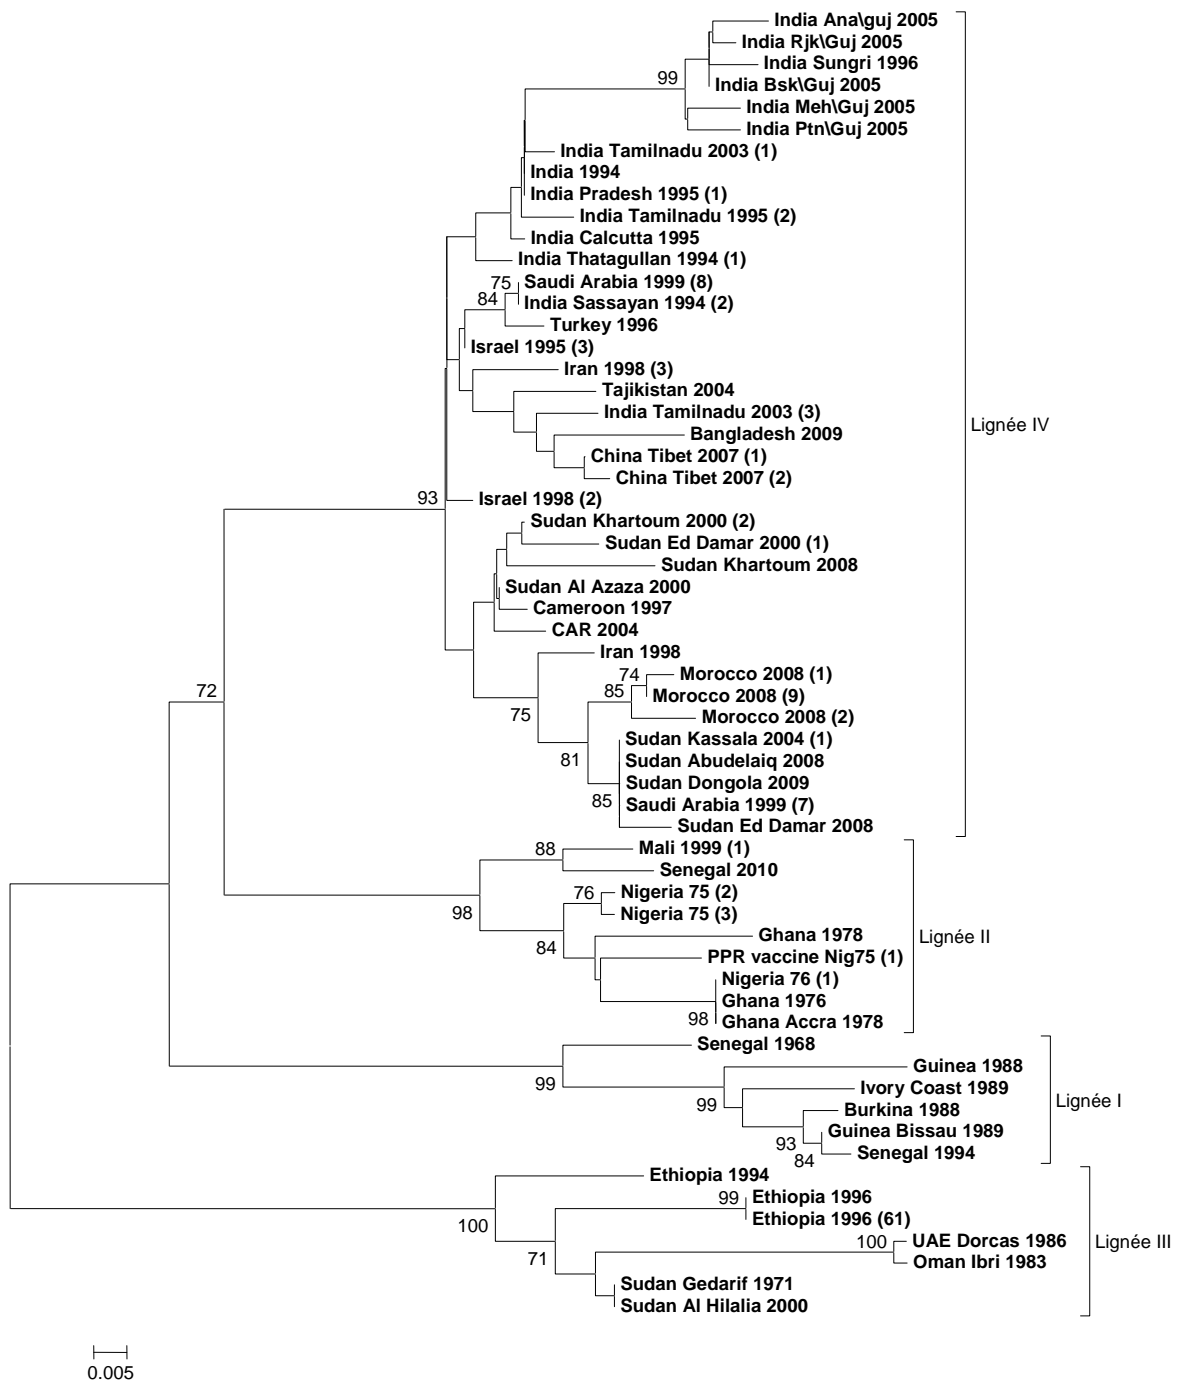 India Ana\guj 2005
India Rjk\Guj 2005
India Sungri 1996
99
India Bsk\Guj 2005
India Meh\Guj 2005
India Ptn\Guj 2005
India Tamilnadu 2003 (1)
India 1994
India Pradesh 1995 (1)
India Tamilnadu 1995 (2)
India Calcutta 1995
India Thatagullan 1994 (1)
75
Saudi Arabia 1999 (8)
84
India Sassayan 1994 (2)
Turkey 1996
Israel 1995 (3)
Iran 1998 (3)
Tajikistan 2004
India Tamilnadu 2003 (3)
Lignée IV
Bangladesh 2009
China Tibet 2007 (1)
China Tibet 2007 (2)
93
Israel 1998 (2)
Sudan Khartoum 2000 (2)
Sudan Ed Damar 2000 (1)
Sudan Khartoum 2008
Sudan Al Azaza 2000
Cameroon 1997
CAR 2004
Iran 1998
74
Morocco 2008 (1)
72
85
Morocco 2008 (9)
75
Morocco 2008 (2)
Sudan Kassala 2004 (1)
81
Sudan Abudelaiq 2008
Sudan Dongola 2009
85
Saudi Arabia 1999 (7)
Sudan Ed Damar 2008
88
Mali 1999 (1)
Senegal 2010
76
Nigeria 75 (2)
98
Nigeria 75 (3)
Ghana 1978
Lignée II
84
PPR vaccine Nig75 (1)
Nigeria 76 (1)
Ghana 1976
98
Ghana Accra 1978
Senegal 1968
Guinea 1988
99
Ivory Coast 1989
Lignée I
99
Burkina 1988
Guinea Bissau 1989
93
Senegal 1994
84
Ethiopia 1994
99
Ethiopia 1996
100
Ethiopia 1996 (61)
100
UAE Dorcas 1986
Lignée III
71
Oman Ibri 1983
Sudan Gedarif 1971
Sudan Al Hilalia 2000
0.005